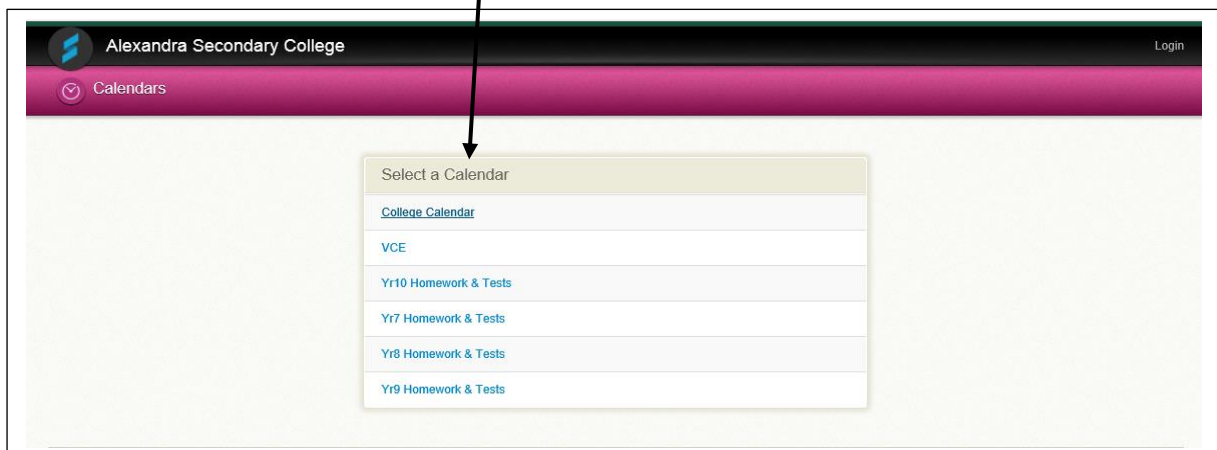 Alexandra Secondary College
Login
Calendars
Select a Calendar
College Calendar
VCE
Yr10 Homework & Tests
Yr7 Homework & Tests
Yr8 Homework & Tests
Yr9 Homework & Tests